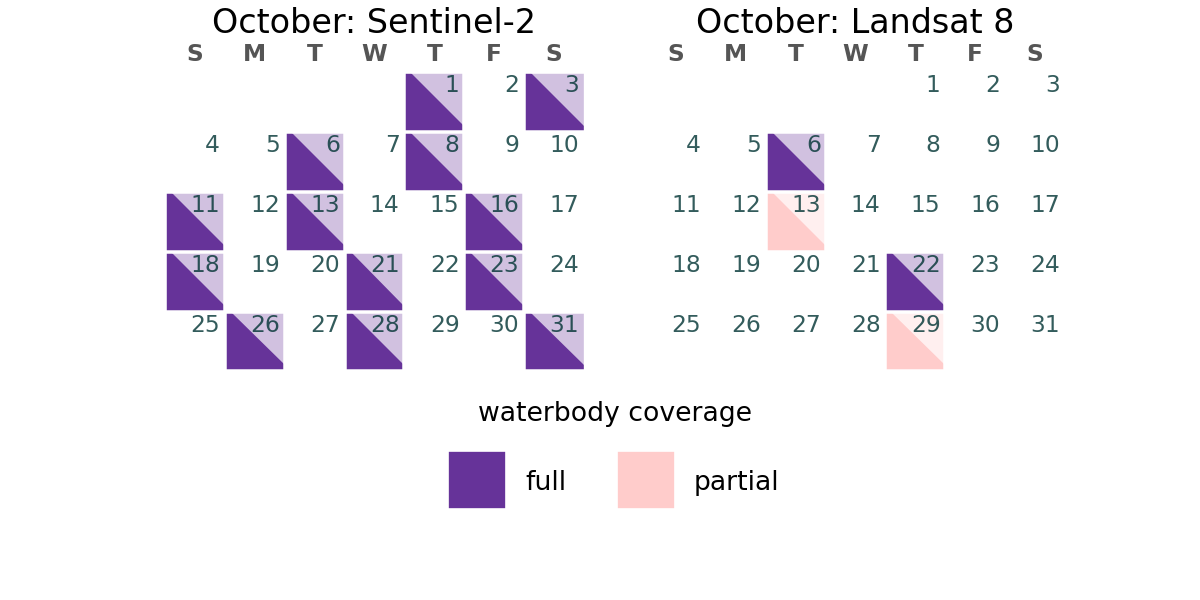 October: Sentinel-2
S M T W T F S
1 2 3
4 5 6 7 8 9 10
11 12 13 14 15 16 17
18 19 20 21 22 23 24
25 26 27 28 29 30 31
October: Landsat 8
S M T W T F S
1 2 3
4 5 6 7 8 9 10
11 12 13 14 15 16 17
18 19 20 21 22 23 24
25 26 27 28 29 30 31
waterbody coverage
full
partial